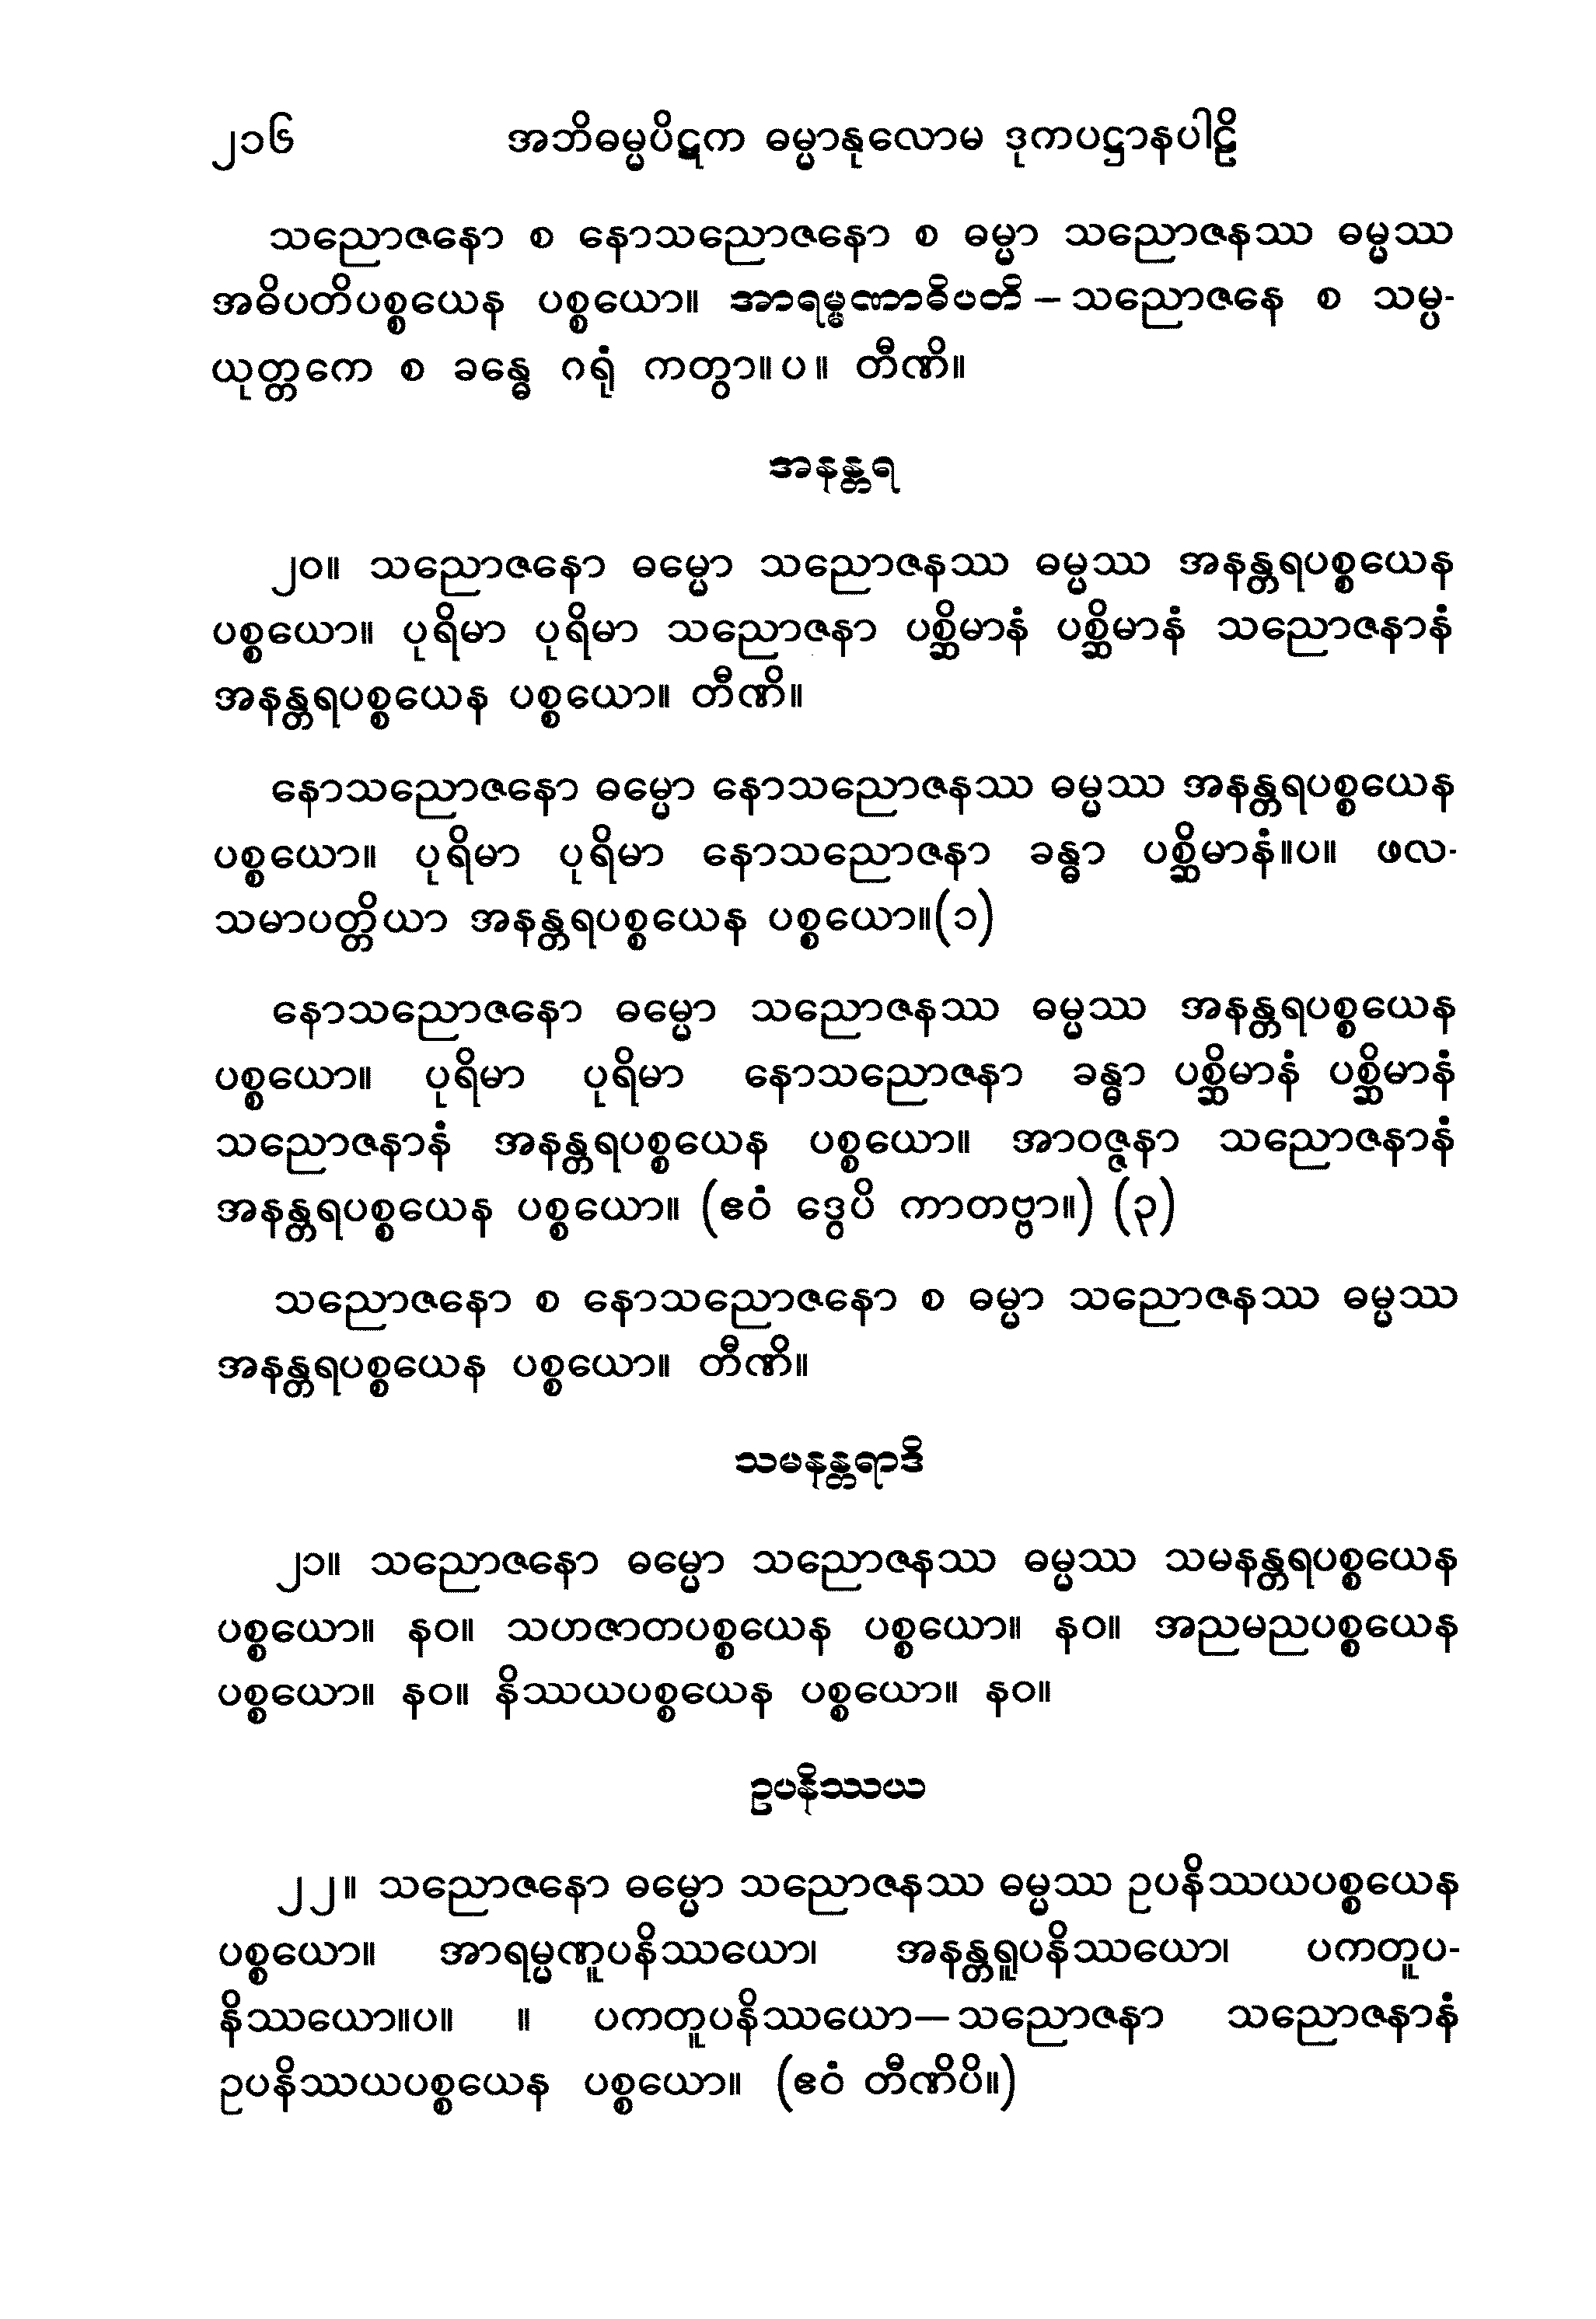 ၂၁၆ အဘိဓမ္မပိဋက ဓမ္မာနုလောမ ဒုကပဋ္ဌာနပါဠိ
သညောဇနော စ နောသညောဇနော စ ဓမ္မာ သညောဇနဿ ဓမ္မဿ
အဓိပတိပစ္စယေန ပစ္စယော။ အာရမ္မဏာဓိပတိ – သညောဇနေ စ သမ္ပ-
ယုတ္တကေ စ ခန္ဓေ ဂရုံ ကတွာ။ပ။ တီဏိ။
အနန္တရ
၂၀။ သညောဇနော ဓမ္မော သညောဇနဿ ဓမ္မဿ အနန္တရပစ္စယေန
ပစ္စယော။ ပုရိမာ ပုရိမာ သညောဇနာ ပစ္ဆိမာနံ ပစ္ဆိမာနံ သညောဇနာနံ
အနန္တရပစ္စယေန ပစ္စယော။ တီဏိ။
နောသညောဇနော ဓမ္မော နောသညောဇနဿ ဓမ္မဿ အနန္တရပစ္စယေန
ပစ္စယော။ ပုရိမာ ပုရိမာ နောသညောဇနာ ခန္ဓာ ပစ္ဆိမာနံ။ပ။ ဖလ-
သမာပတ္တိယာ အနန္တရပစ္စယေန ပစ္စယော။(၁)
နောသညောဇနော ဓမ္မော သညောဇနဿ ဓမ္မဿ အနန္တရပစ္စယေန
ပစ္စယော။ ပုရိမာ ပုရိမာ နောသညောဇနာ ခန္ဓာ ပစ္ဆိမာနံ ပစ္ဆိမာနံ
သညောဇနာနံ အနန္တရပစ္စယေန ပစ္စယော။ အာဝဇ္ဇနာ သညောဇနာနံ
အနန္တရပစ္စယေန ပစ္စယော။ (ဧဝံ ဒွေပိ ကာတဗ္ဗာ။) (၃)
သညောဇနော စ နောသညောဇနော စ ဓမ္မာ သညောဇနဿ ဓမ္မဿ
အနန္တရပစ္စယေန ပစ္စယော။ တီဏိ။
သမနန္တရာဒိ
၂၁။ သညောဇနော ဓမ္မော သညောဇနဿ ဓမ္မဿ သမနန္တရပစ္စယေန
ပစ္စယော။ နဝ။ သဟဇာတပစ္စယေန ပစ္စယော။ နဝ။ အညမညပစ္စယေန
ပစ္စယော။ နဝ။ နိဿယပစ္စယေန ပစ္စယော။ နဝ။
ဥပနိဿယ
၂၂။ သညောဇနော ဓမ္မော သညောဇနဿ ဓမ္မဿ ဥပနိဿယပစ္စယေန
ပစ္စယော။ အာရမ္မဏူပနိဿယော၊ အနန္တရူပနိဿယော၊ ပကတူပ-
နိဿယော။ပ။ ။ ပကတူပနိဿယော—သညောဇနာ သညောဇနာနံ
ဥပနိဿယပစ္စယေန ပစ္စယော။ (ဧဝံ တီဏိပိ။)